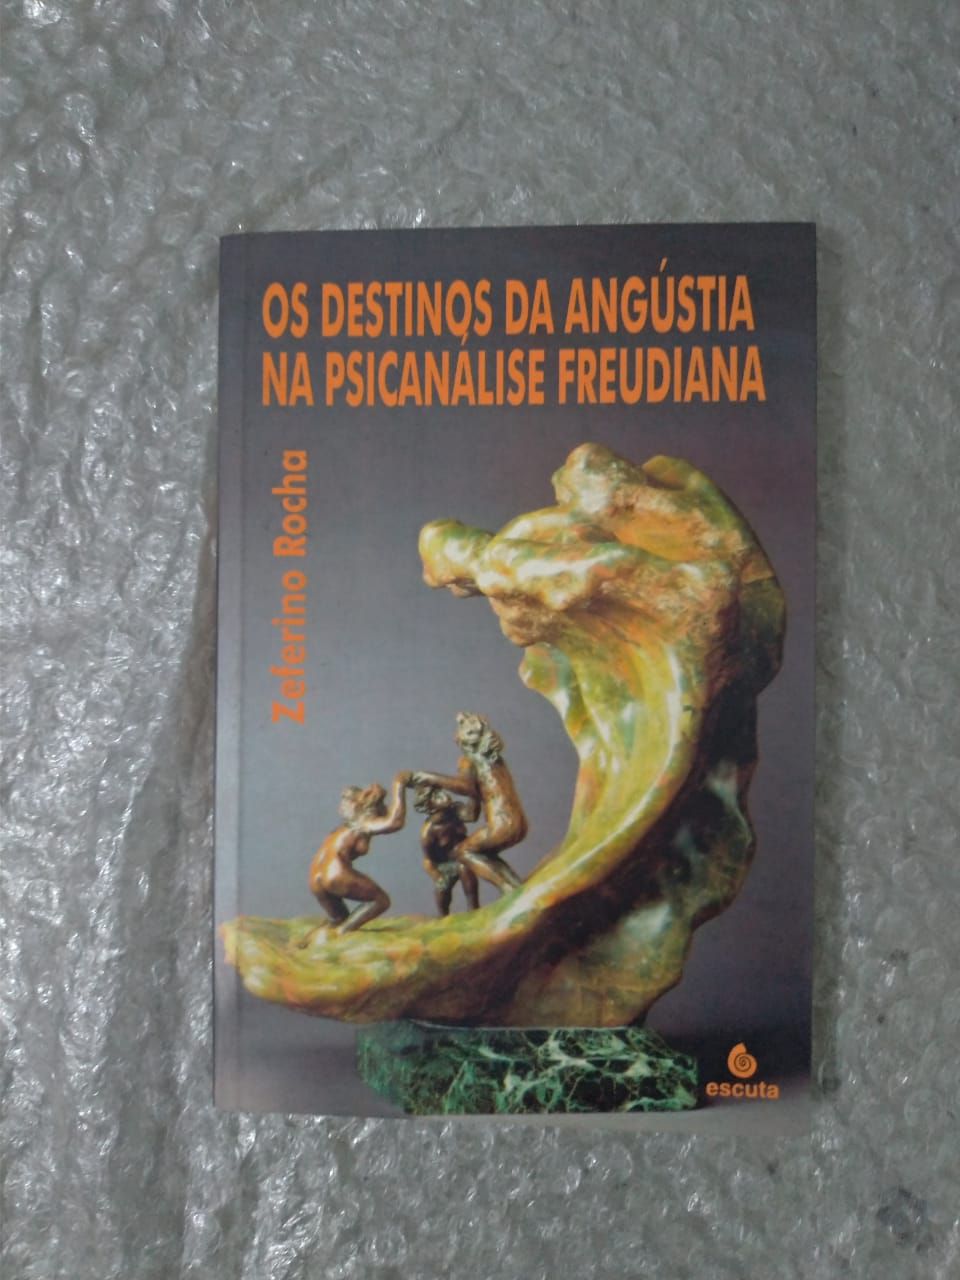 OS DESTINOS DA ANGÚSTIA
NA PSICANÁLISE FREUDIANA
Zeferino Rocha
escuta